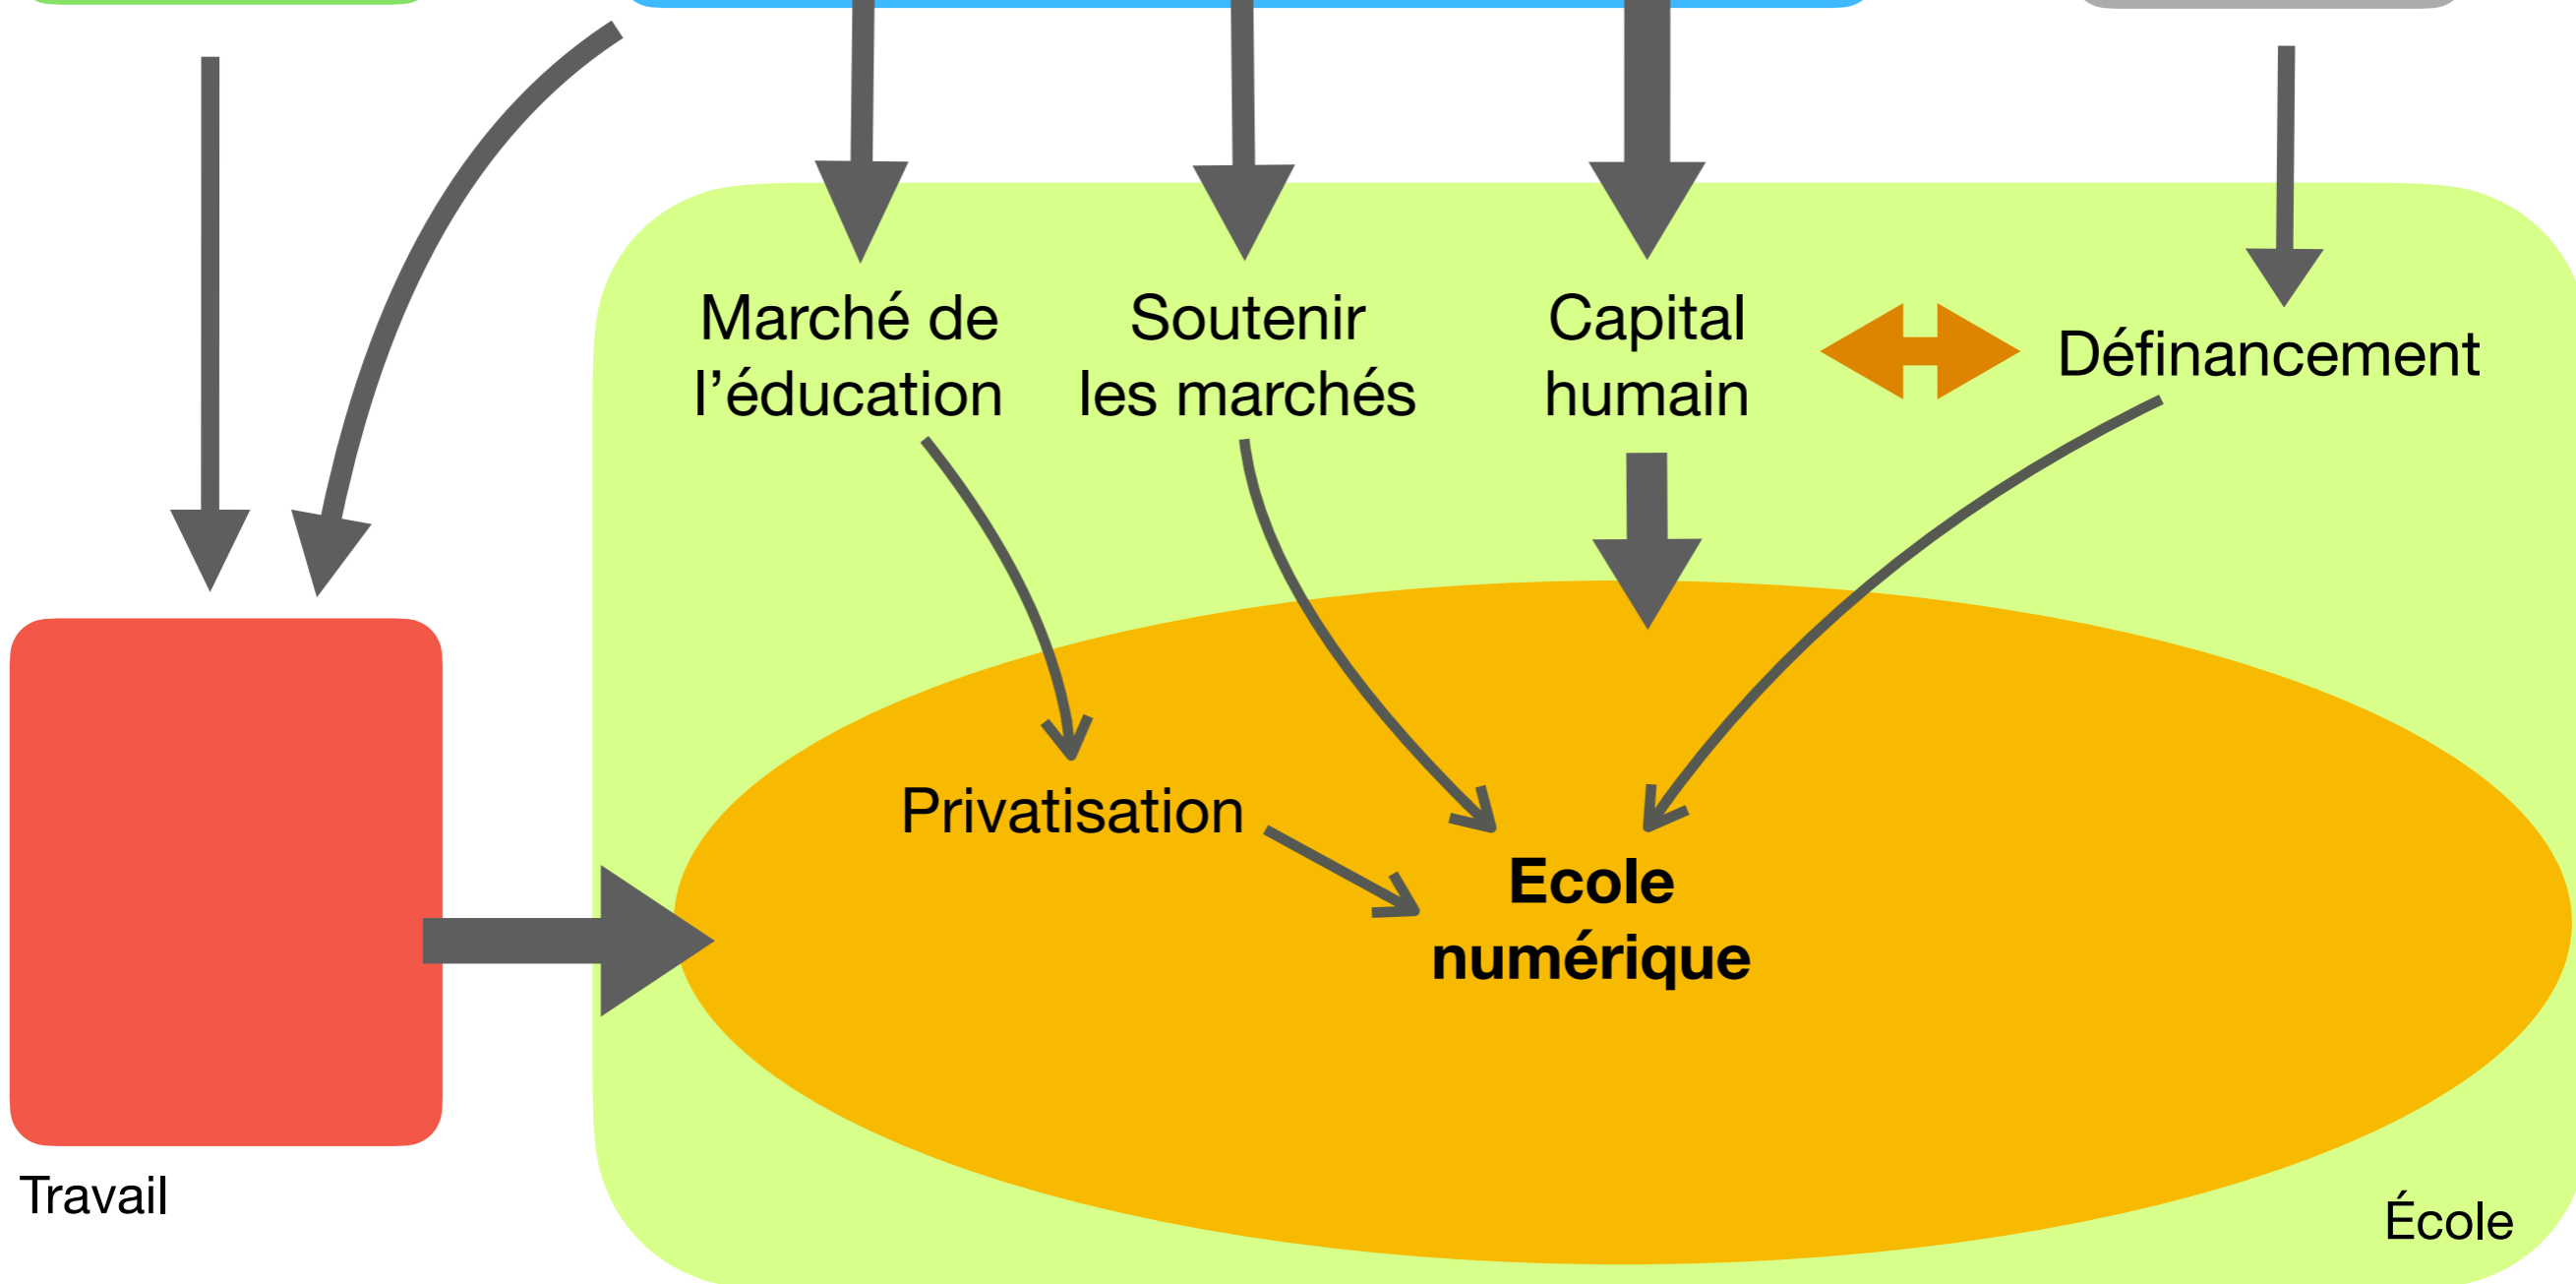 Marché de
l’éducation
Soutenir
les marchés
Capital
humain
Définancement
Privatisation
Ecole
numérique
Travail
École